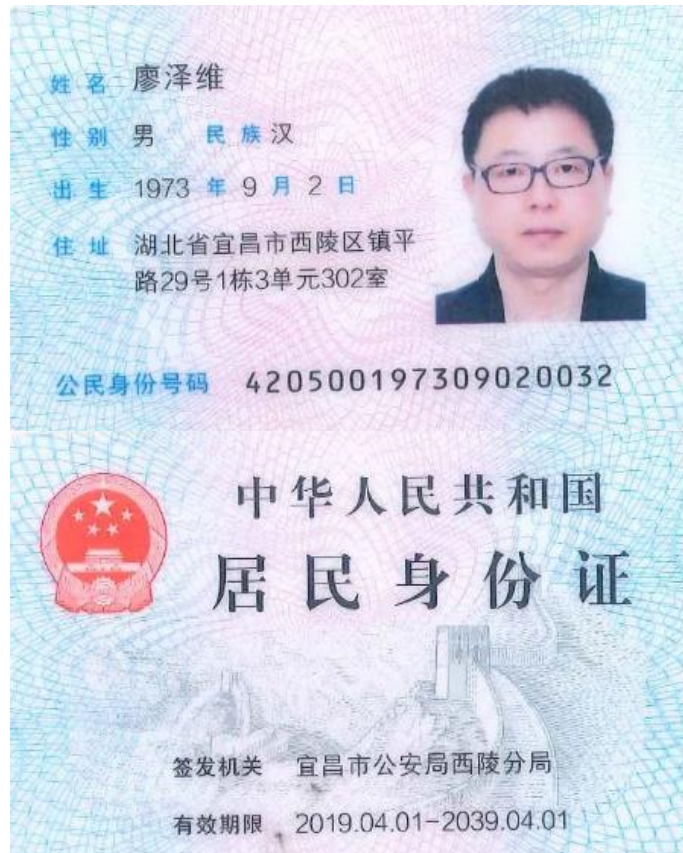 姓名 廖泽维
性别 男 民族 汉
出生 1973 年 9 月 2 日
住址 湖北省宜昌市西陵区镇平
路29号1栋3单元302室
公民身份号码 420500197309020032
中华人民共和国
居民身份证
签发机关 宜昌市公安局西陵分局
有效期限 2019.04.01-2039.04.01